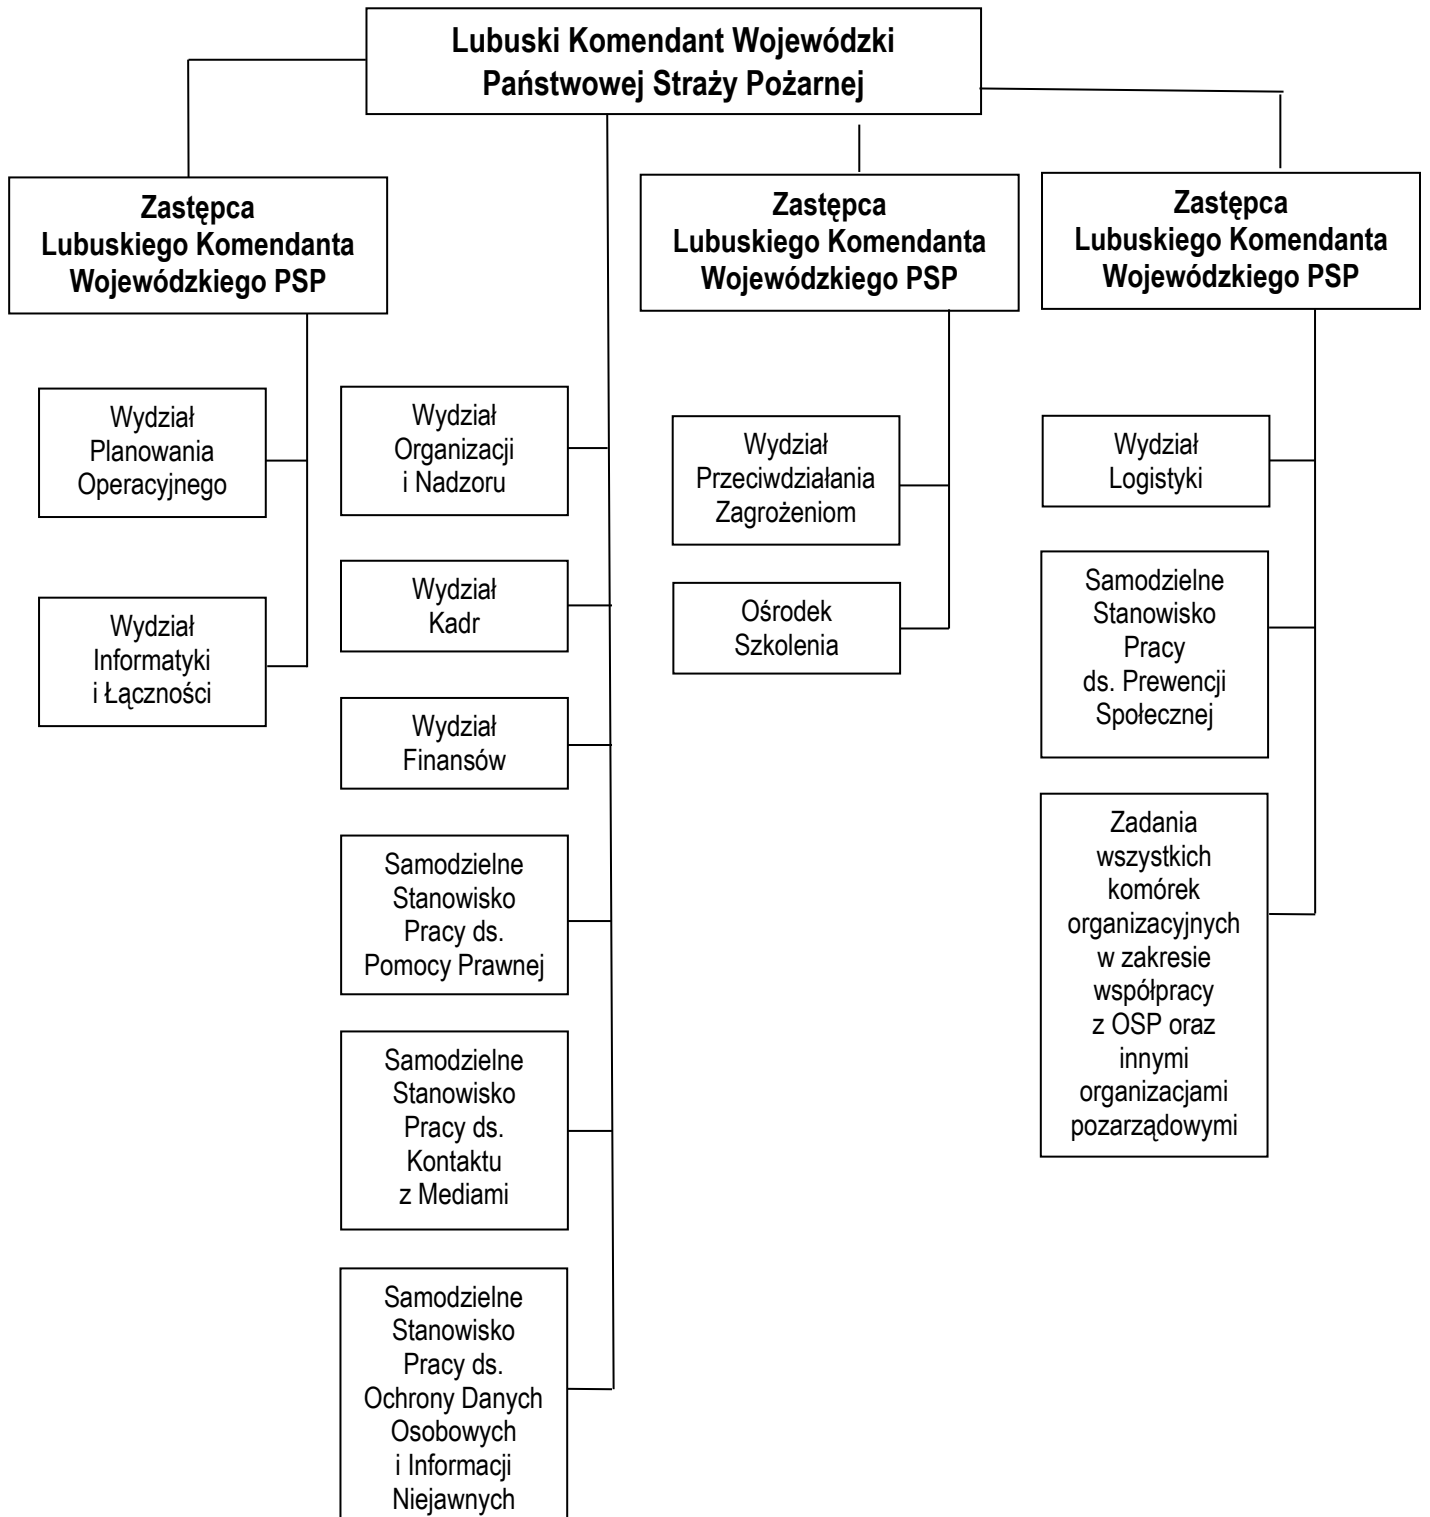 Lubuski Komendant Wojewódzki
Państwowej Straży Pożarnej
Zastępca
Lubuskiego Komendanta
Wojewódzkiego PSP
Zastępca
Lubuskiego Komendanta
Wojewódzkiego PSP
Zastępca
Lubuskiego Komendanta
Wojewódzkiego PSP
Wydział
Planowania
Operacyjnego
Wydział
Informatyki
i Łączności
Wydział
Organizacji
i Nadzoru
Wydział
Kadr
Wydział
Finansów
Samodzielne
Stanowisko
Pracy ds.
Pomocy Prawnej
Samodzielne
Stanowisko
Pracy ds.
Kontaktu
z Mediami
Samodzielne
Stanowisko
Pracy ds.
Ochrony Danych
Osobowych
i Informacji
Niejawnych
Wydział
Przeciwdziałania
Zagrożeniom
Ośrodek
Szkolenia
Wydział
Logistyki
Samodzielne
Stanowisko
Pracy
ds. Prewencji
Społecznej
Zadania
wszystkich
komórek
organizacyjnych
w zakresie
współpracy
z OSP oraz
innymi
organizacjami
pozarządowymi